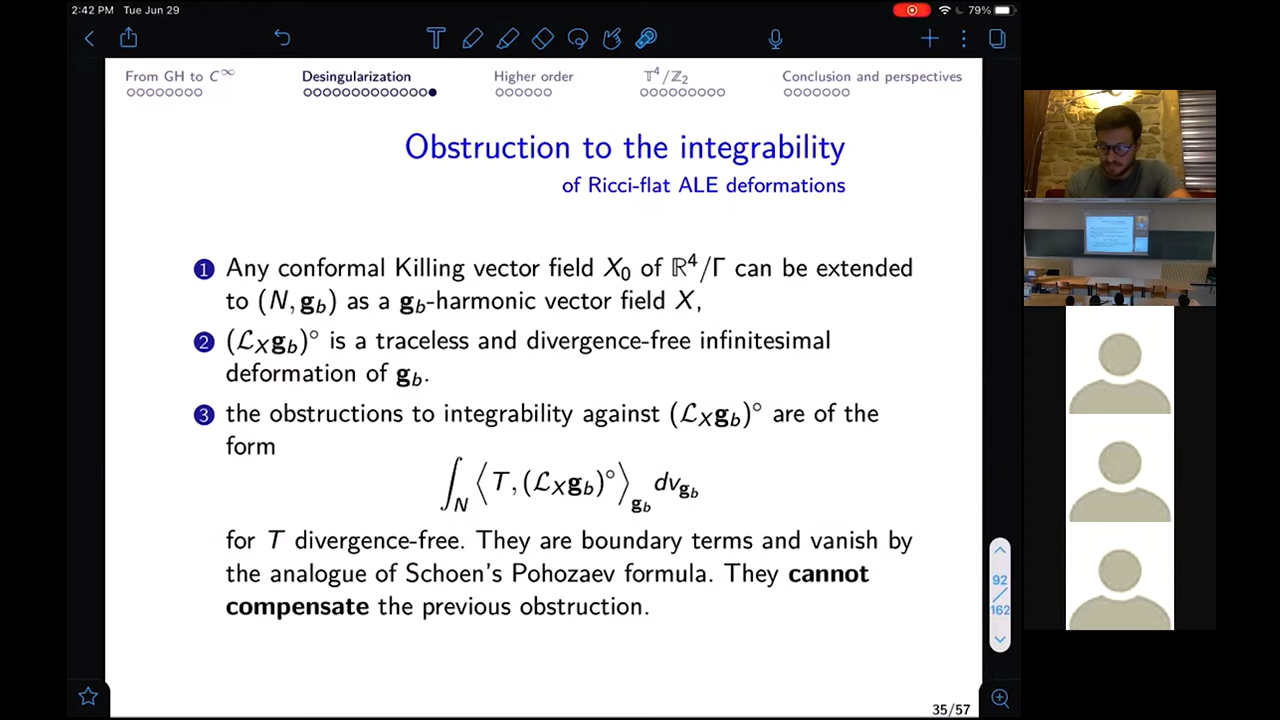 2:42 PM Tue Jun 29
79%
From GH to C∞ Desingularization Higher order 𝕋⁴/ℤ₂ Conclusion and perspectives
Obstruction to the integrability
of Ricci-flat ALE deformations
1 Any conformal Killing vector field X₀ of ℝ⁴/Γ can be extended
to (N, g_b) as a g_b-harmonic vector field X,
2 (ℒ_X g_b)° is a traceless and divergence-free infinitesimal
deformation of g_b.
3 the obstructions to integrability against (ℒ_X g_b)° are of the
form
∫_N ⟨T, (ℒ_X g_b)°⟩_{g_b} dv_{g_b}
for T divergence-free. They are boundary terms and vanish by
the analogue of Schoen's Pohozaev formula. They cannot
compensate the previous obstruction.
92
/
162
35/57